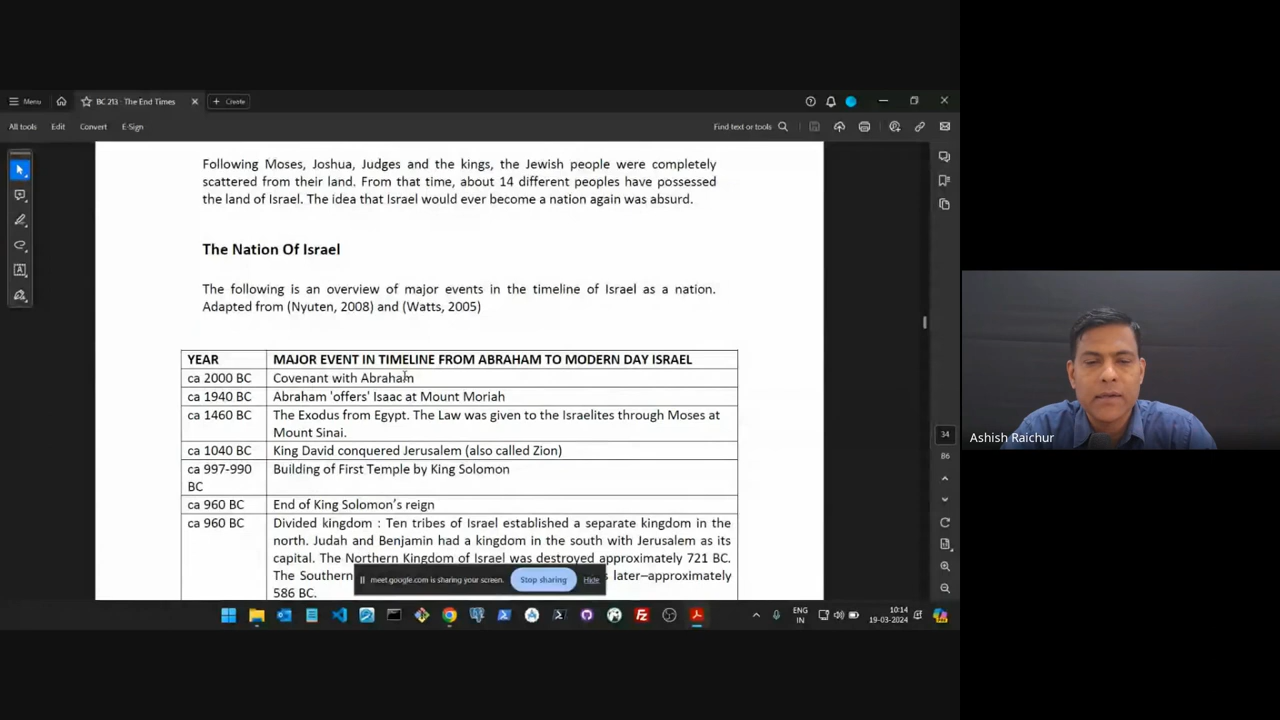 Menu
BC 213 - The End Times
Create
All tools Edit Convert E-Sign
Find text or tools
Following Moses, Joshua, Judges and the kings, the Jewish people were completely
scattered from their land. From that time, about 14 different peoples have possessed
the land of Israel. The idea that Israel would ever become a nation again was absurd.
The Nation Of Israel
The following is an overview of major events in the timeline of Israel as a nation.
Adapted from (Nyuten, 2008) and (Watts, 2005)
YEAR MAJOR EVENT IN TIMELINE FROM ABRAHAM TO MODERN DAY ISRAEL
ca 2000 BC Covenant with Abraham
ca 1940 BC Abraham 'offers' Isaac at Mount Moriah
ca 1460 BC The Exodus from Egypt. The Law was given to the Israelites through Moses at
Mount Sinai.
ca 1040 BC King David conquered Jerusalem (also called Zion)
ca 997-990 Building of First Temple by King Solomon
BC
ca 960 BC End of King Solomon's reign
ca 960 BC Divided kingdom : Ten tribes of Israel established a separate kingdom in the
north. Judah and Benjamin had a kingdom in the south with Jerusalem as its
capital. The Northern Kingdom of Israel was destroyed approximately 721 BC.
The Southern later–approximately
586 BC.
meet.google.com is sharing your screen. Stop sharing Hide
34
86
Ashish Raichur
ENG
IN
10:14
19-03-2024